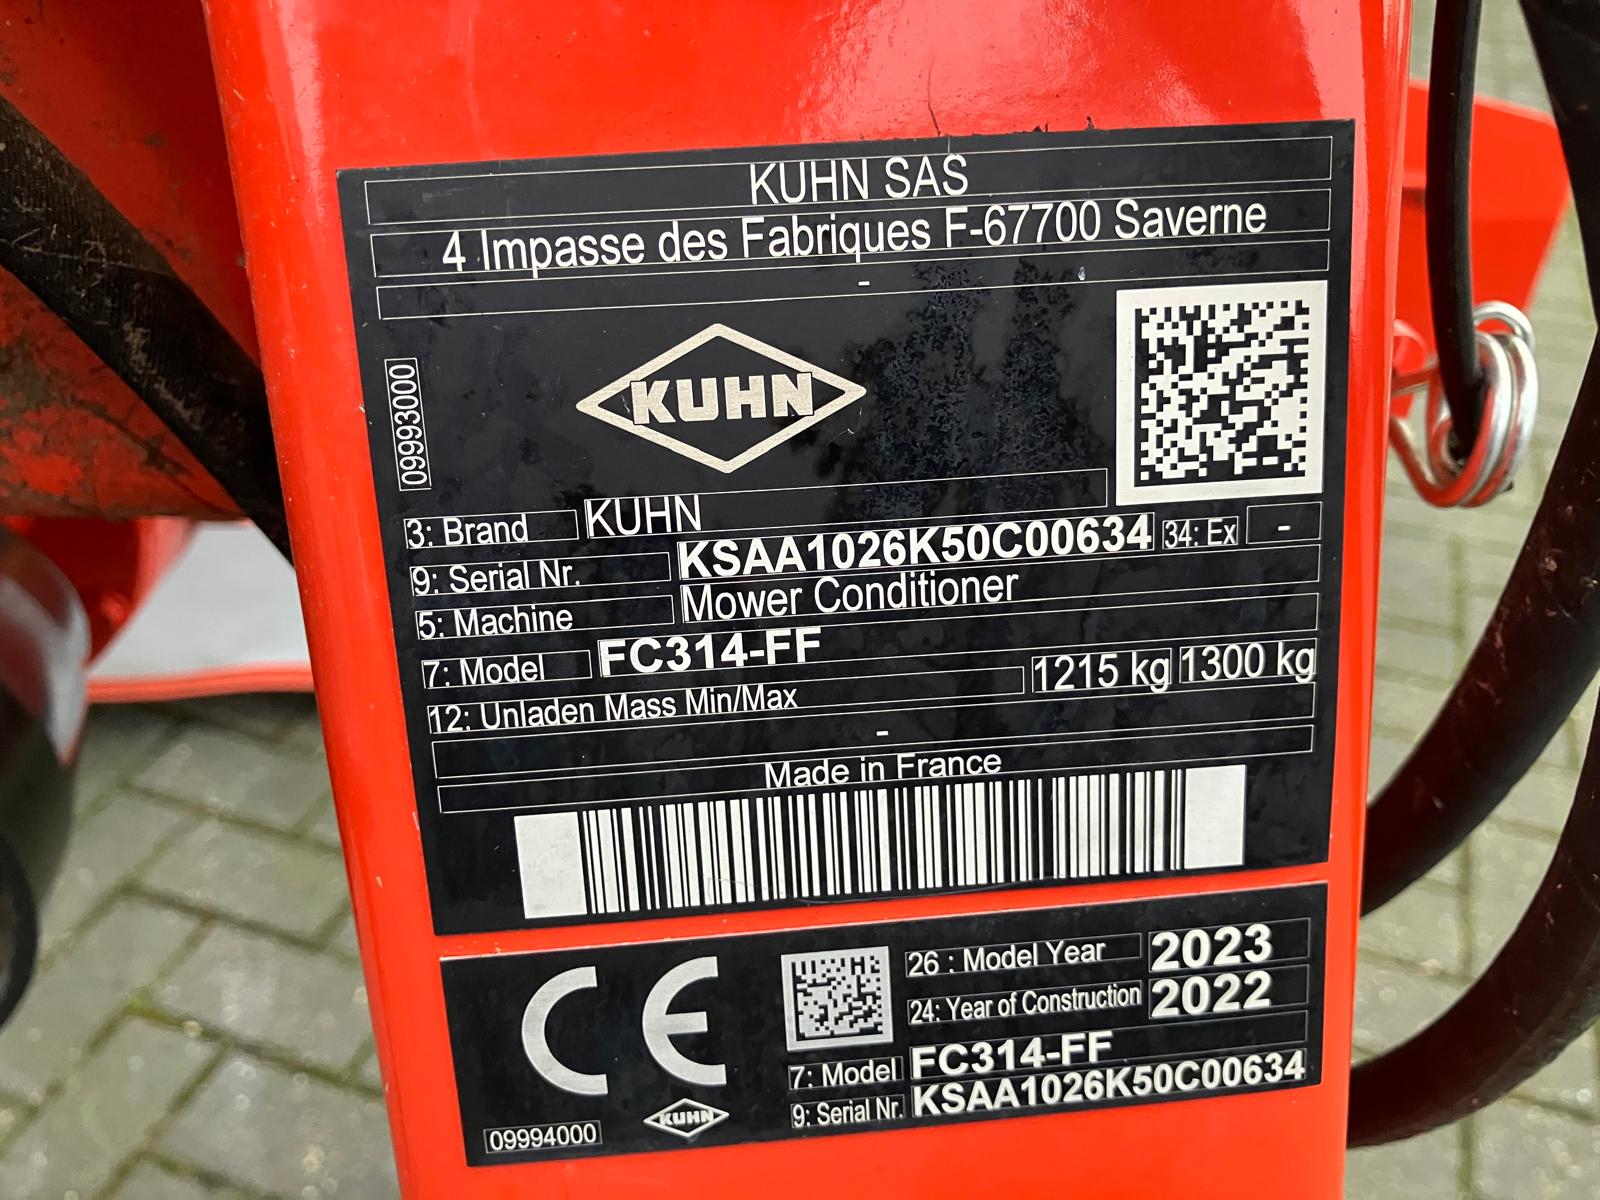 KUHN SAS
4 Impasse des Fabriques F-67700 Saverne
-
KUHN
09993000
3: Brand KUHN
9: Serial Nr. KSAA1026K50C00634 34: Ex -
5: Machine Mower Conditioner
7: Model FC314-FF
12: Unladen Mass Min/Max 1215 kg 1300 kg
-
Made in France
CE
26 : Model Year 2023
24: Year of Construction 2022
7: Model FC314-FF
9: Serial Nr. KSAA1026K50C00634
KUHN
09994000